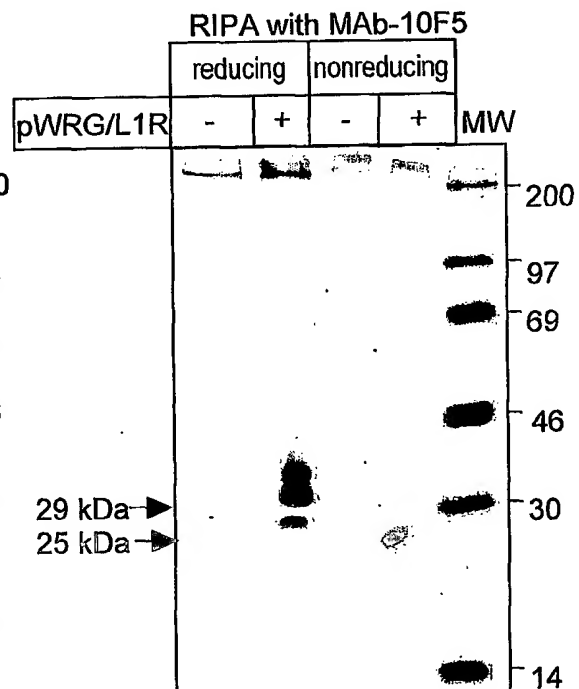 RIPA with MAb-10F5
reducing nonreducing
pWRG/L1R - + - + MW
0
200
97
69
46
29 kDa 30
25 kDa
14